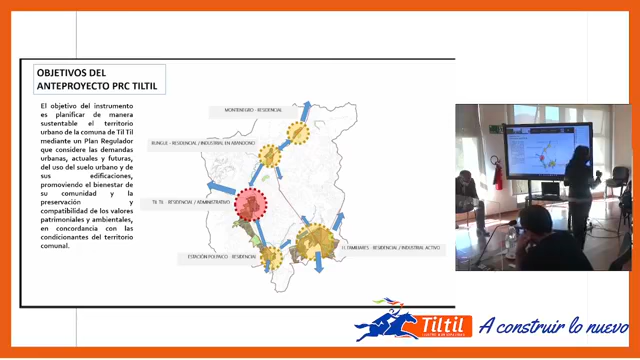 OBJETIVOS DEL
ANTEPROYECTO PRC TILTIL
El objetivo del instrumento
es planificar de manera
sustentable el territorio
urbano de la comuna de Til Til
mediante un Plan Regulador
que considere las demandas
urbanas, actuales y futuras,
del uso del suelo urbano y de
sus edificaciones,
promoviendo el bienestar de
su comunidad y la
preservación y
compatibilidad de los valores
patrimoniales y ambientales,
en concordancia con las
condicionantes del territorio
comunal.
MONTENEGRO - RESIDENCIAL
RUNGUE - RESIDENCIAL / INDUSTRIAL EN ABANDONO
TIL TIL - RESIDENCIAL / ADMINISTRATIVO
ESTACIÓN POLPAICO - RESIDENCIAL
RESIDENCIAL / INDUSTRIAL ACTIVO
Tiltil
A construir lo nuevo